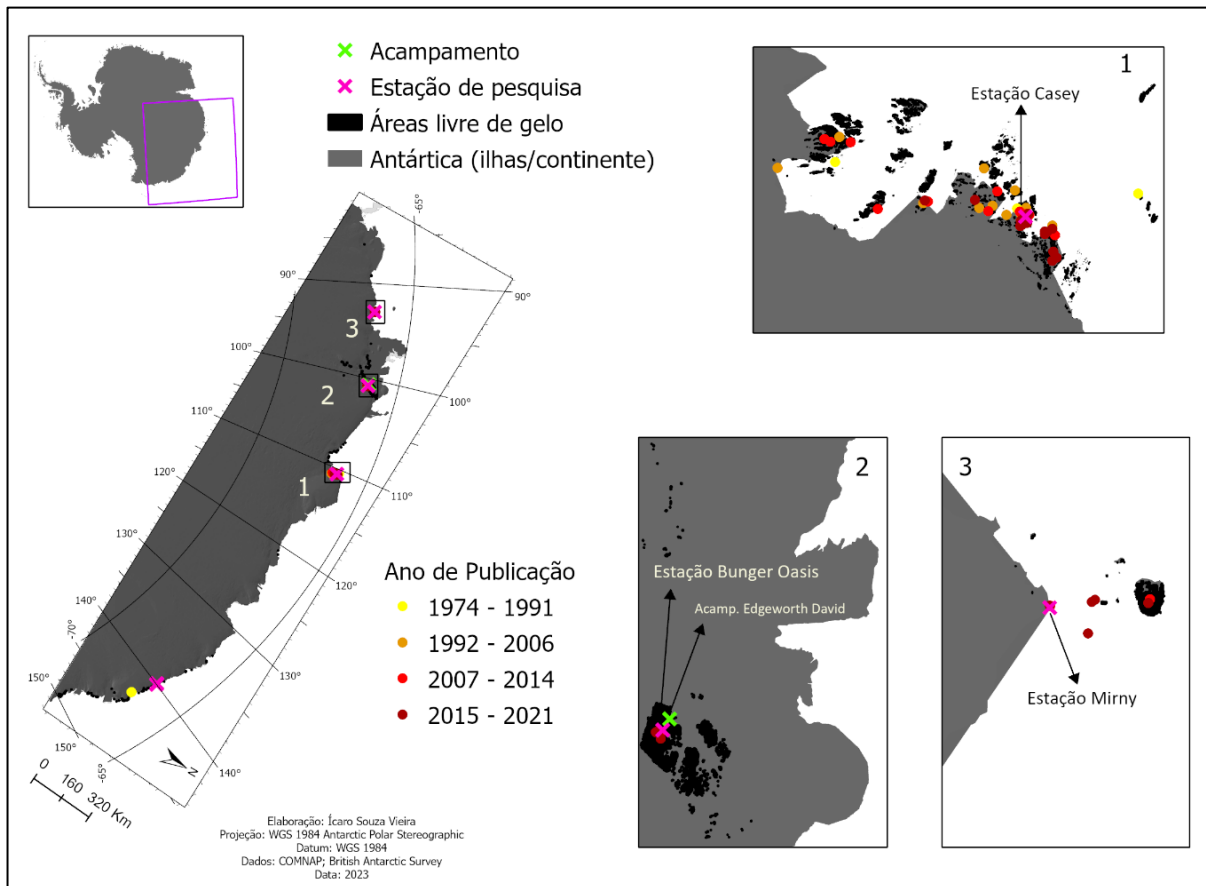 Acampamento
Estação de pesquisa
Áreas livre de gelo
Antártica (ilhas/continente)
1
Estação Casey
-65°
90°
90°
3
100°
2
100°
110°
1
110°
120°
120°
130°
130°
140°
-70°
150°
150°
-65°
140°
N
0 160 320 Km
Ano de Publicação
1974 - 1991
1992 - 2006
2007 - 2014
2015 - 2021
2
Estação Bunger Oasis
Acamp. Edgeworth David
3
Estação Mirny
Elaboração: Ícaro Souza Vieira
Projeção: WGS 1984 Antarctic Polar Stereographic
Datum: WGS 1984
Dados: COMNAP; British Antarctic Survey
Data: 2023